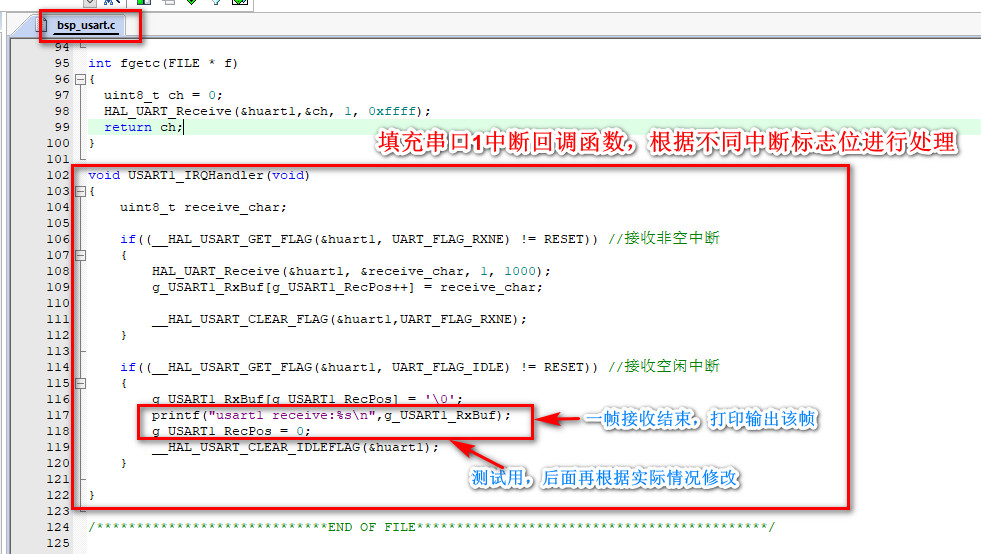 bsp_usart.c
94
95 int fgetc(FILE * f)
96 {
97 uint8_t ch = 0;
98 HAL_UART_Receive(&huart1,&ch, 1, 0xffff);
99 return ch;
100 }
填充串口1中断回调函数，根据不同中断标志位进行处理
101
102 void USART1_IRQHandler(void)
103 {
104 uint8_t receive_char;
105
106 if((__HAL_USART_GET_FLAG(&huart1, UART_FLAG_RXNE) != RESET)) //接收非空中断
107 {
108 HAL_UART_Receive(&huart1, &receive_char, 1, 1000);
109 g_USART1_RxBuf[g_USART1_RecPos++] = receive_char;
110
111 __HAL_USART_CLEAR_FLAG(&huart1,UART_FLAG_RXNE);
112 }
113
114 if((__HAL_USART_GET_FLAG(&huart1, UART_FLAG_IDLE) != RESET)) //接收空闲中断
115 {
116 g_USART1_RxBuf[g_USART1_RecPos] = '\0';
117 printf("usart1 receive:%s\n",g_USART1_RxBuf);
一帧接收结束，打印输出该帧
118 g_USART1_RecPos = 0;
119 __HAL_USART_CLEAR_IDLEFLAG(&huart1);
120 }
测试用，后面再根据实际情况修改
121
122 }
123
124 /*****************************END OF FILE********************************************/
125